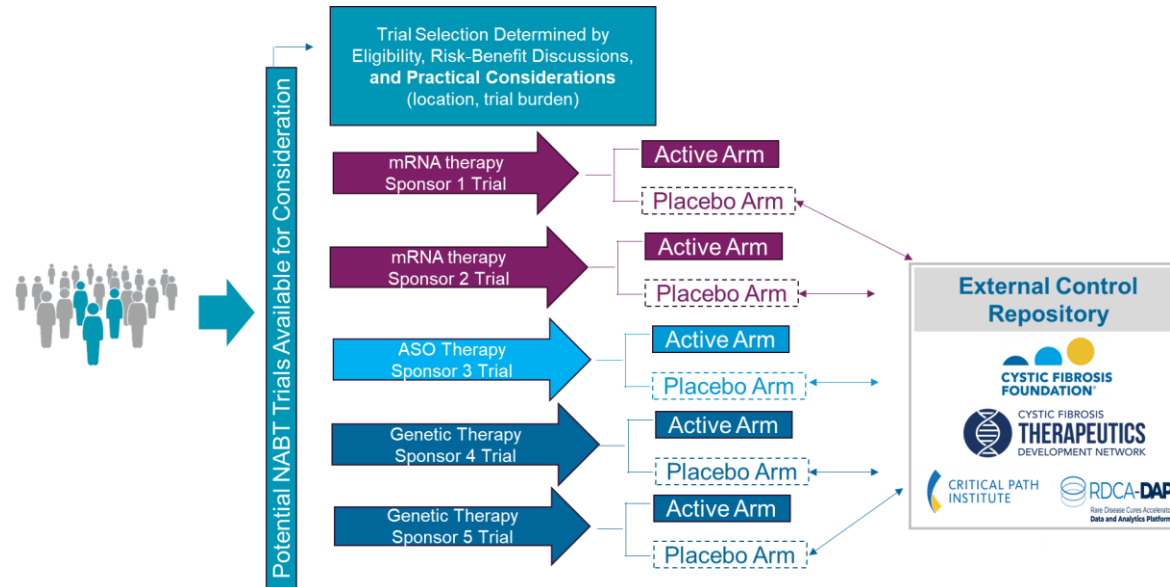 Potential NABT Trials Available for Consideration
Trial Selection Determined by
Eligibility, Risk-Benefit Discussions,
and Practical Considerations
(location, trial burden)
mRNA therapy
Sponsor 1 Trial
Active Arm
Placebo Arm
mRNA therapy
Sponsor 2 Trial
Active Arm
Placebo Arm
ASO Therapy
Sponsor 3 Trial
Active Arm
Placebo Arm
Genetic Therapy
Sponsor 4 Trial
Active Arm
Placebo Arm
Genetic Therapy
Sponsor 5 Trial
Active Arm
Placebo Arm
External Control
Repository
CYSTIC FIBROSIS
FOUNDATION®
CYSTIC FIBROSIS
THERAPEUTICS
DEVELOPMENT NETWORK
CRITICAL PATH
INSTITUTE
RDCA-DAP
Rare Disease Cures Accelerator
Data and Analytics Platform